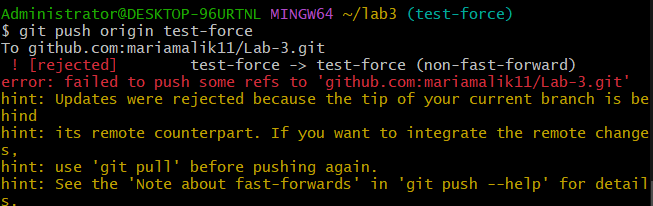 Administrator@DESKTOP-96URTNL MINGW64 ~/lab3 (test-force)
$ git push origin test-force
To github.com:mariamalik11/Lab-3.git
 ! [rejected]        test-force -> test-force (non-fast-forward)
error: failed to push some refs to 'github.com:mariamalik11/Lab-3.git'
hint: Updates were rejected because the tip of your current branch is be
hind
hint: its remote counterpart. If you want to integrate the remote change
s,
hint: use 'git pull' before pushing again.
hint: See the 'Note about fast-forwards' in 'git push --help' for detail
s.